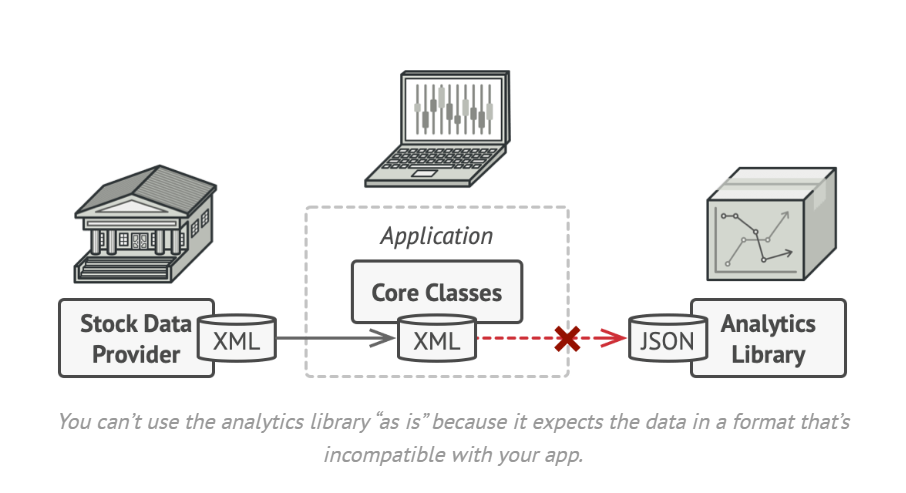 Application
Core Classes
Stock Data
Provider
XML
XML
JSON
Analytics
Library
You can’t use the analytics library “as is” because it expects the data in a format that’s
incompatible with your app.